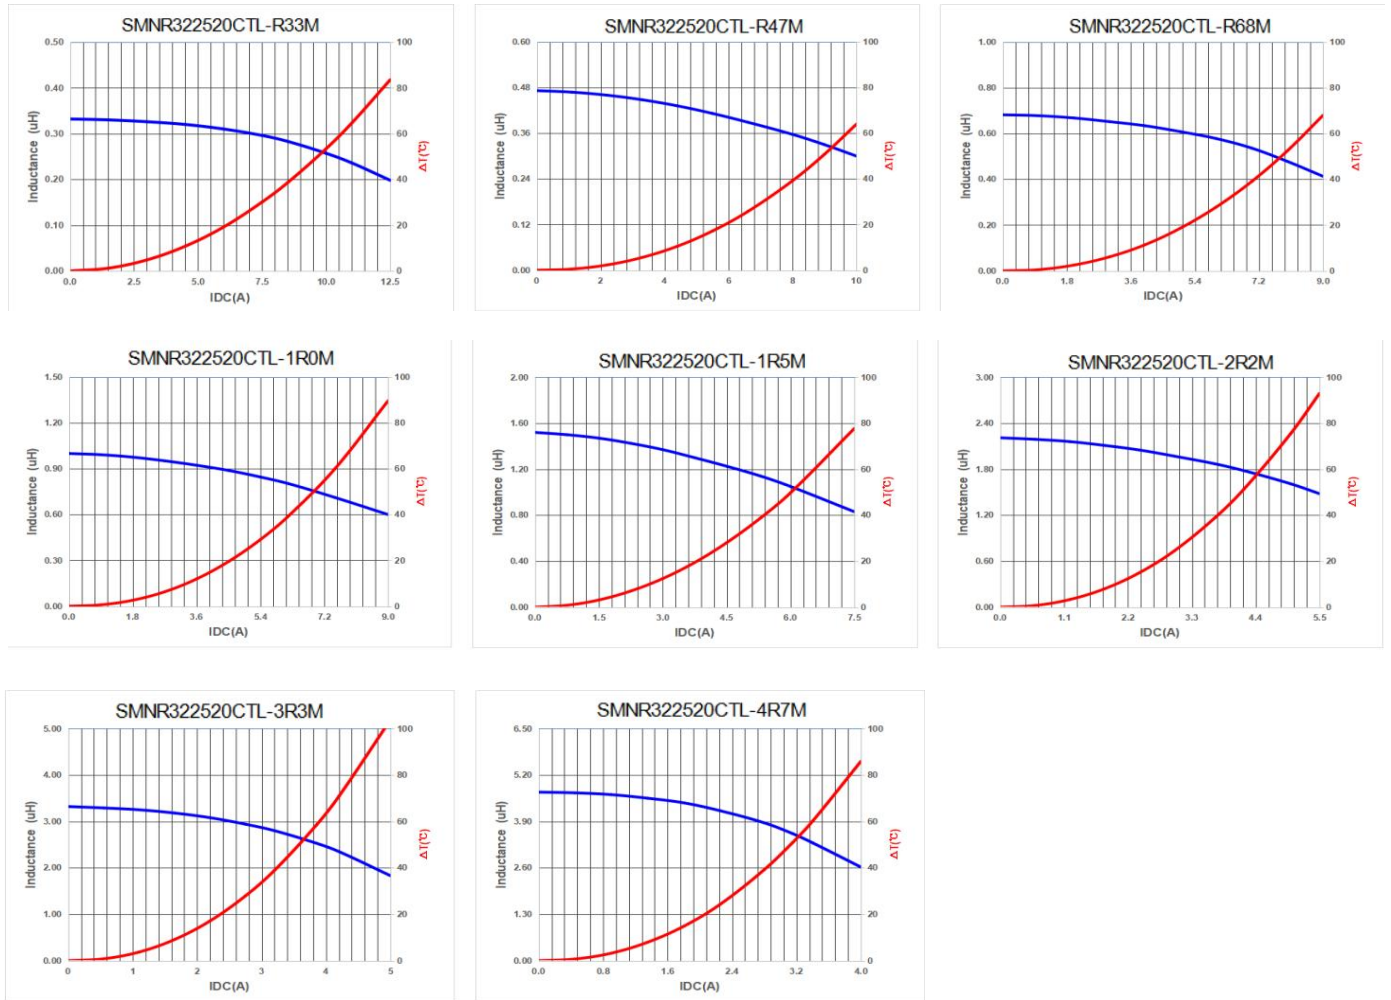 SMNR322520CTL-R33M
0.50
0.40
0.30
0.20
0.10
0.00
Inductance (uH)
100
80
60
40
20
0
ΔT(℃)
0.0 2.5 5.0 7.5 10.0 12.5
IDC(A)
SMNR322520CTL-R47M
0.60
0.48
0.36
0.24
0.12
0.00
Inductance (uH)
100
80
60
40
20
0
ΔT(℃)
0 2 4 6 8 10
IDC(A)
SMNR322520CTL-R68M
1.00
0.80
0.60
0.40
0.20
0.00
Inductance (uH)
100
80
60
40
20
0
ΔT(℃)
0.0 1.8 3.6 5.4 7.2 9.0
IDC(A)
SMNR322520CTL-1R0M
1.50
1.20
0.90
0.60
0.30
0.00
Inductance (uH)
100
80
60
40
20
0
ΔT(℃)
0.0 1.8 3.6 5.4 7.2 9.0
IDC(A)
SMNR322520CTL-1R5M
2.00
1.60
1.20
0.80
0.40
0.00
Inductance (uH)
100
80
60
40
20
0
ΔT(℃)
0.0 1.5 3.0 4.5 6.0 7.5
IDC(A)
SMNR322520CTL-2R2M
3.00
2.40
1.80
1.20
0.60
0.00
Inductance (uH)
100
80
60
40
20
0
ΔT(℃)
0.0 1.1 2.2 3.3 4.4 5.5
IDC(A)
SMNR322520CTL-3R3M
5.00
4.00
3.00
2.00
1.00
0.00
Inductance (uH)
100
80
60
40
20
0
ΔT(℃)
0 1 2 3 4 5
IDC(A)
SMNR322520CTL-4R7M
6.50
5.20
3.90
2.60
1.30
0.00
Inductance (uH)
100
80
60
40
20
0
ΔT(℃)
0.0 0.8 1.6 2.4 3.2 4.0
IDC(A)